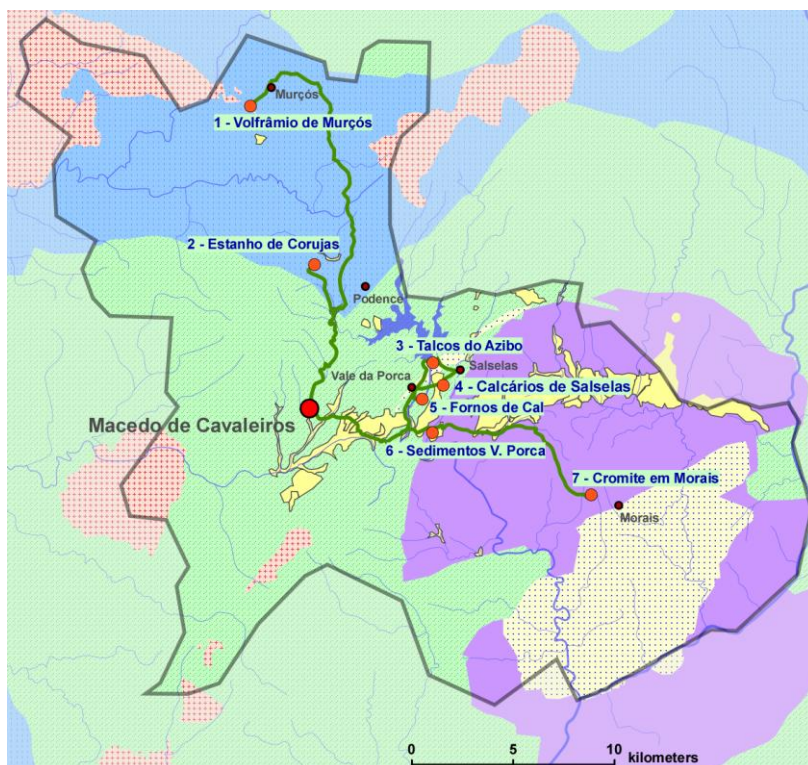 Murçós
1 - Volfrâmio de Murçós
2 - Estanho de Corujas
Podence
3 - Talcos do Azibo
Salselas
Vale da Porca
4 - Calcários de Salselas
5 - Fornos de Cal
Macedo de Cavaleiros
6 - Sedimentos V. Porca
7 - Cromite em Morais
Morais
0 5 10
kilometers